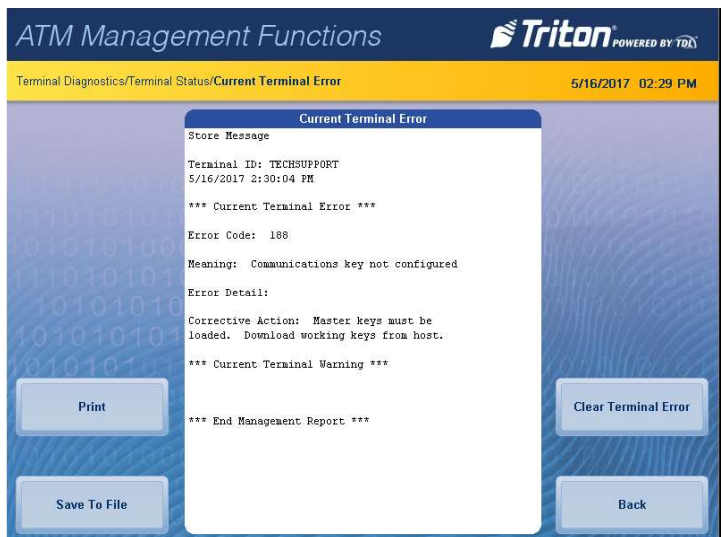 ATM Management Functions
Triton POWERED BY TDL
Terminal Diagnostics/Terminal Status/Current Terminal Error
5/16/2017 02:29 PM
Current Terminal Error
Store Message
Terminal ID: TECHSUPPORT
5/16/2017 2:30:04 PM
*** Current Terminal Error ***
Error Code: 188
Meaning: Communications key not configured
Error Detail:
Corrective Action: Master keys must be
loaded. Download working keys from host.
*** Current Terminal Warning ***
*** End Management Report ***
Print
Clear Terminal Error
Save To File
Back